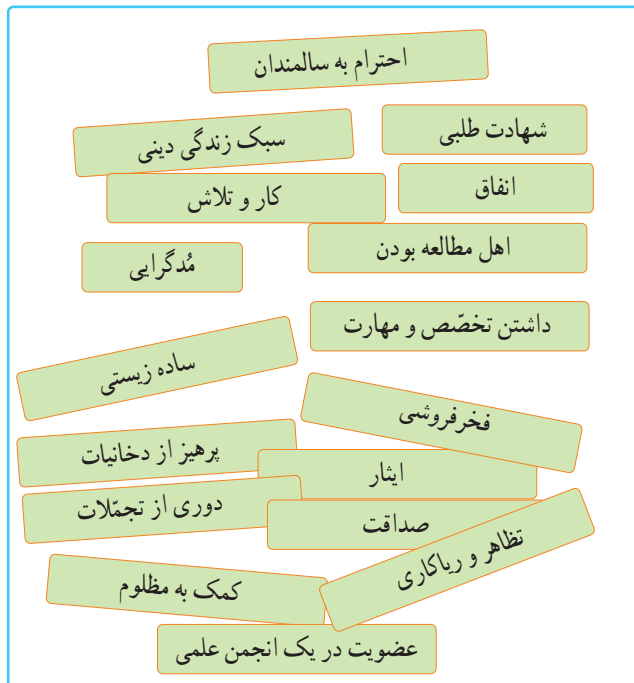 احترام به سالمندان
شهادت طلبی
سبک زندگی دینی
انفاق
کار و تلاش
اهل مطالعه بودن
مُدگرایی
داشتن تخصّص و مهارت
ساده زیستی
فخرفروشی
پرهیز از دخانیات
ایثار
دوری از تجمّلات
صداقت
تظاهر و ریاکاری
کمک به مظلوم
عضویت در یک انجمن علمی